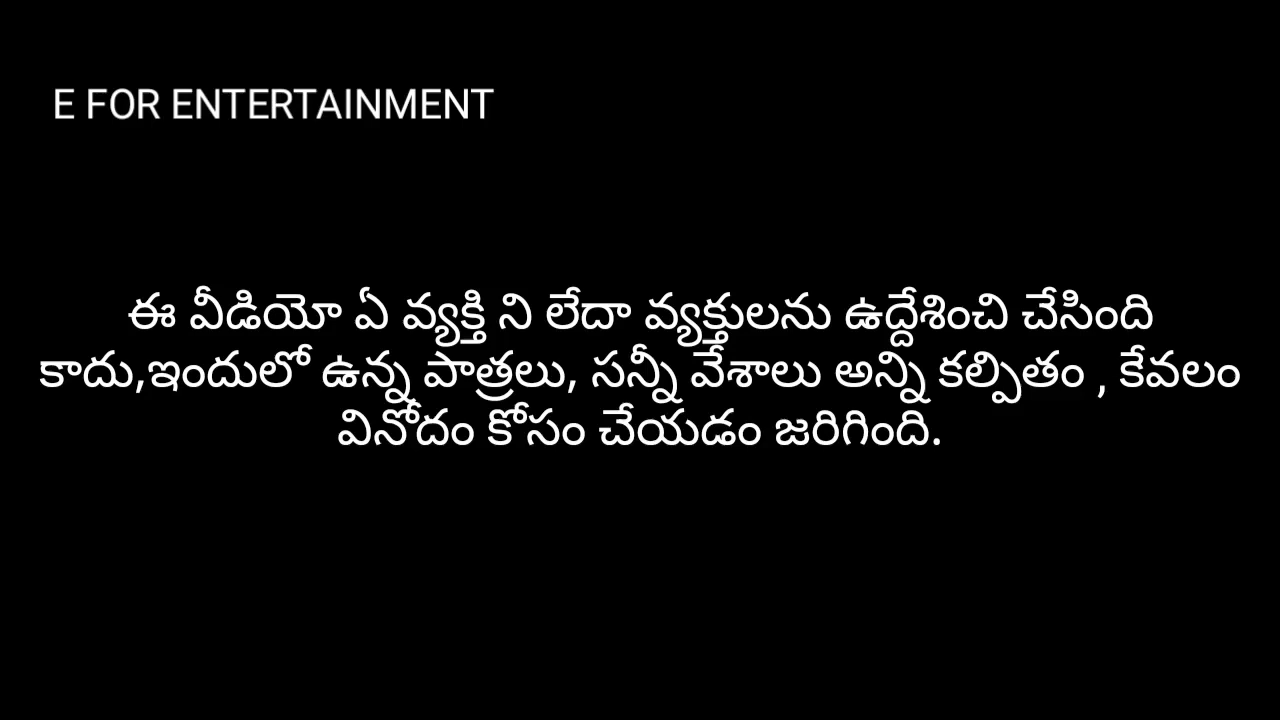 E FOR ENTERTAINMENT
ఈ వీడియో ఏ వ్యక్తి ని లేదా వ్యక్తులను ఉద్దేశించి చేసింది
కాదు,ఇందులో ఉన్న పాత్రలు, సన్నీ వేశాలు అన్ని కల్పితం , కేవలం
వినోదం కోసం చేయడం జరిగింది.